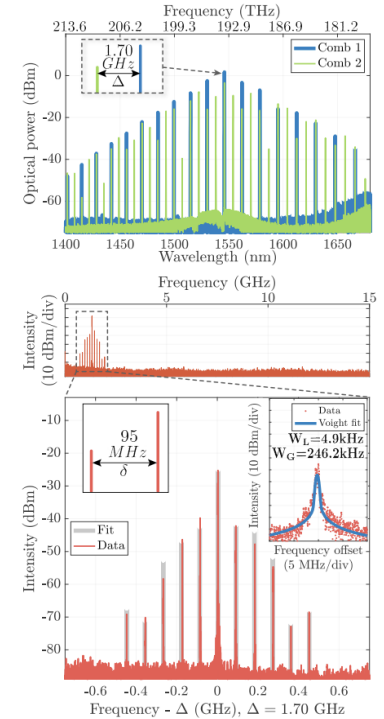 Frequency (THz)
213.6 206.2 199.3 192.9 186.9 181.2
1.70
GHz
Δ
Comb 1
Comb 2
Optical power (dBm)
0
-20
-40
-60
1400 1450 1500 1550 1600 1650
Wavelength (nm)
Frequency (GHz)
0 5 10 15
Intensity
(10 dBm/div)
-30
-40
-50
-60
-70
-80
Intensity (dBm)
95
MHz
δ
Fit
Data
Data
Voight fit
W_L=4.9kHz
W_G=246.2kHz
Intensity (10 dBm/div)
Frequency offset
(5 MHz/div)
-0.6 -0.4 -0.2 0 0.2 0.4 0.6
Frequency - Δ (GHz), Δ = 1.70 GHz